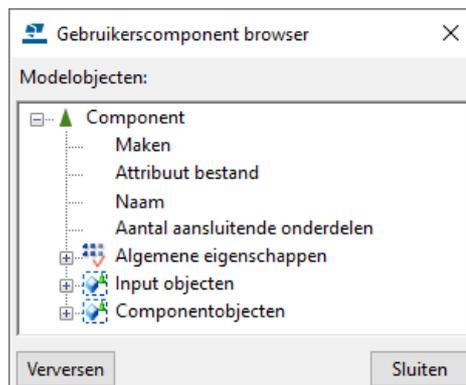 Gebruikerscomponent browser
Modelobjecten:
Component
Maken
Attribuut bestand
Naam
Aantal aansluitende onderdelen
Algemene eigenschappen
Input objecten
Componentobjecten
Verversen
Sluiten